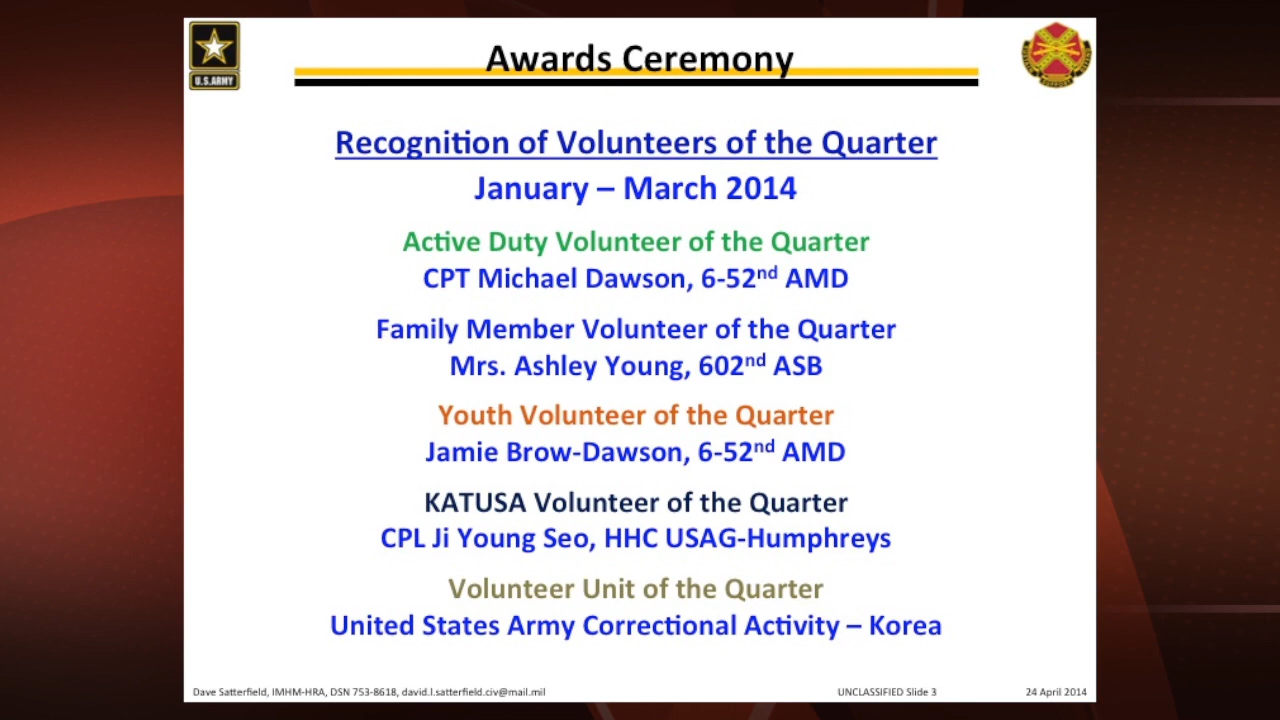 U.S.ARMY
Awards Ceremony
Recognition of Volunteers of the Quarter
January – March 2014
Active Duty Volunteer of the Quarter
CPT Michael Dawson, 6-52nd AMD
Family Member Volunteer of the Quarter
Mrs. Ashley Young, 602nd ASB
Youth Volunteer of the Quarter
Jamie Brow-Dawson, 6-52nd AMD
KATUSA Volunteer of the Quarter
CPL Ji Young Seo, HHC USAG-Humphreys
Volunteer Unit of the Quarter
United States Army Correctional Activity – Korea
Dave Satterfield, IMHM-HRA, DSN 753-8618, david.l.satterfield.civ@mail.mil
UNCLASSIFIED Slide 3
24 April 2014